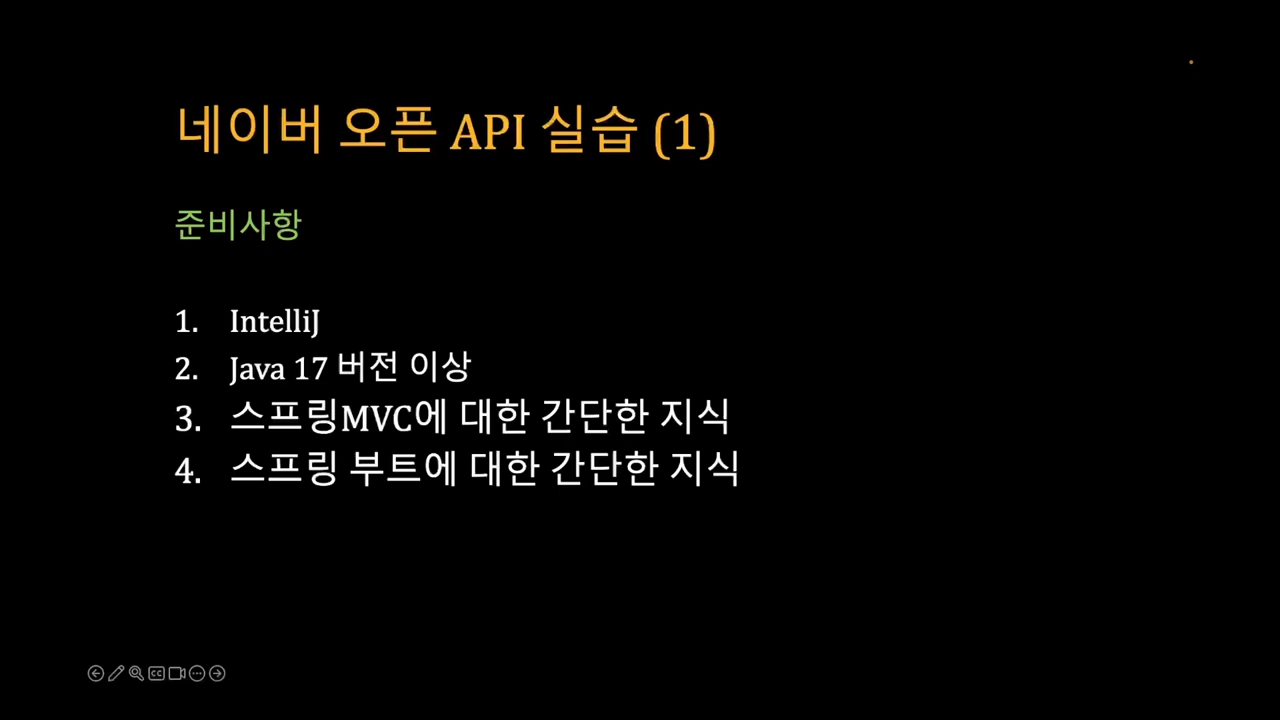 네이버 오픈 API 실습 (1)
준비사항
1. IntelliJ
2. Java 17 버전 이상
3. 스프링MVC에 대한 간단한 지식
4. 스프링 부트에 대한 간단한 지식
CC